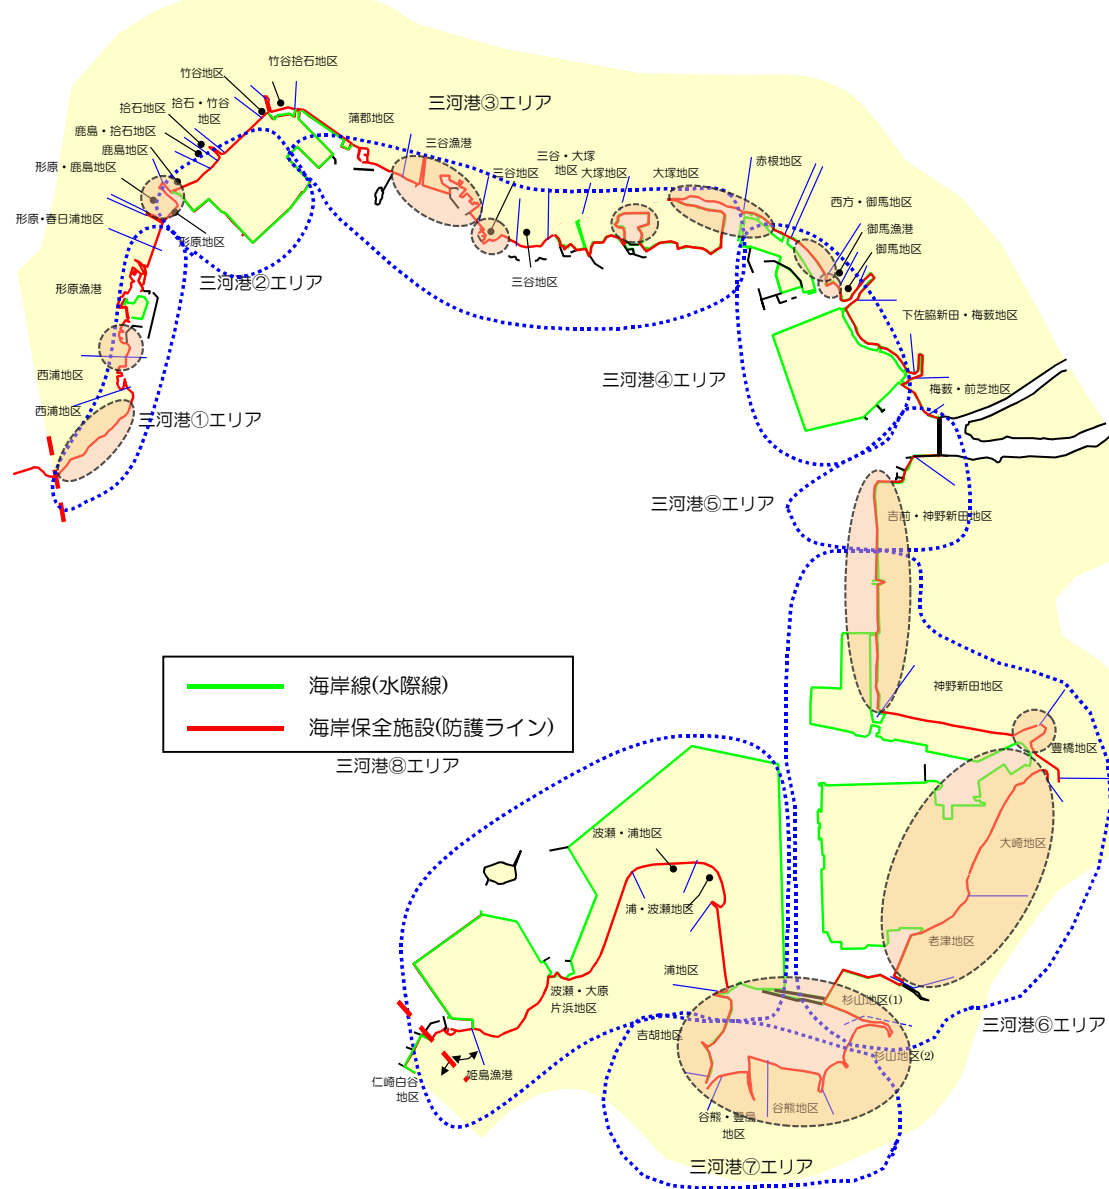 竹谷拾石地区
竹谷地区
三河港③エリア
拾石・竹谷
地区
拾石地区
蒲郡地区
鹿島・拾石地区
三谷漁港
鹿島地区
三谷・大塚
地区
形原・鹿島地区
三谷地区
大塚地区
大塚地区
赤根地区
西方・御馬地区
形原・春日浦地区
御馬漁港
形原地区
御馬地区
三河港②エリア
三谷地区
形原漁港
下佐脇新田・梅薮地区
西浦地区
三河港④エリア
梅薮・前芝地区
西浦地区
三河港①エリア
三河港⑤エリア
吉前・神野新田地区
海岸線(水際線)
神野新田地区
海岸保全施設(防護ライン)
豊橋地区
三河港⑧エリア
波瀬・浦地区
大崎地区
浦・波瀬地区
老津地区
浦地区
波瀬・大原
片浜地区
杉山地区(1)
三河港⑥エリア
吉胡地区
杉山地区(2)
姫島漁港
仁崎白谷
地区
谷熊地区
谷熊・豊島
地区
三河港⑦エリア